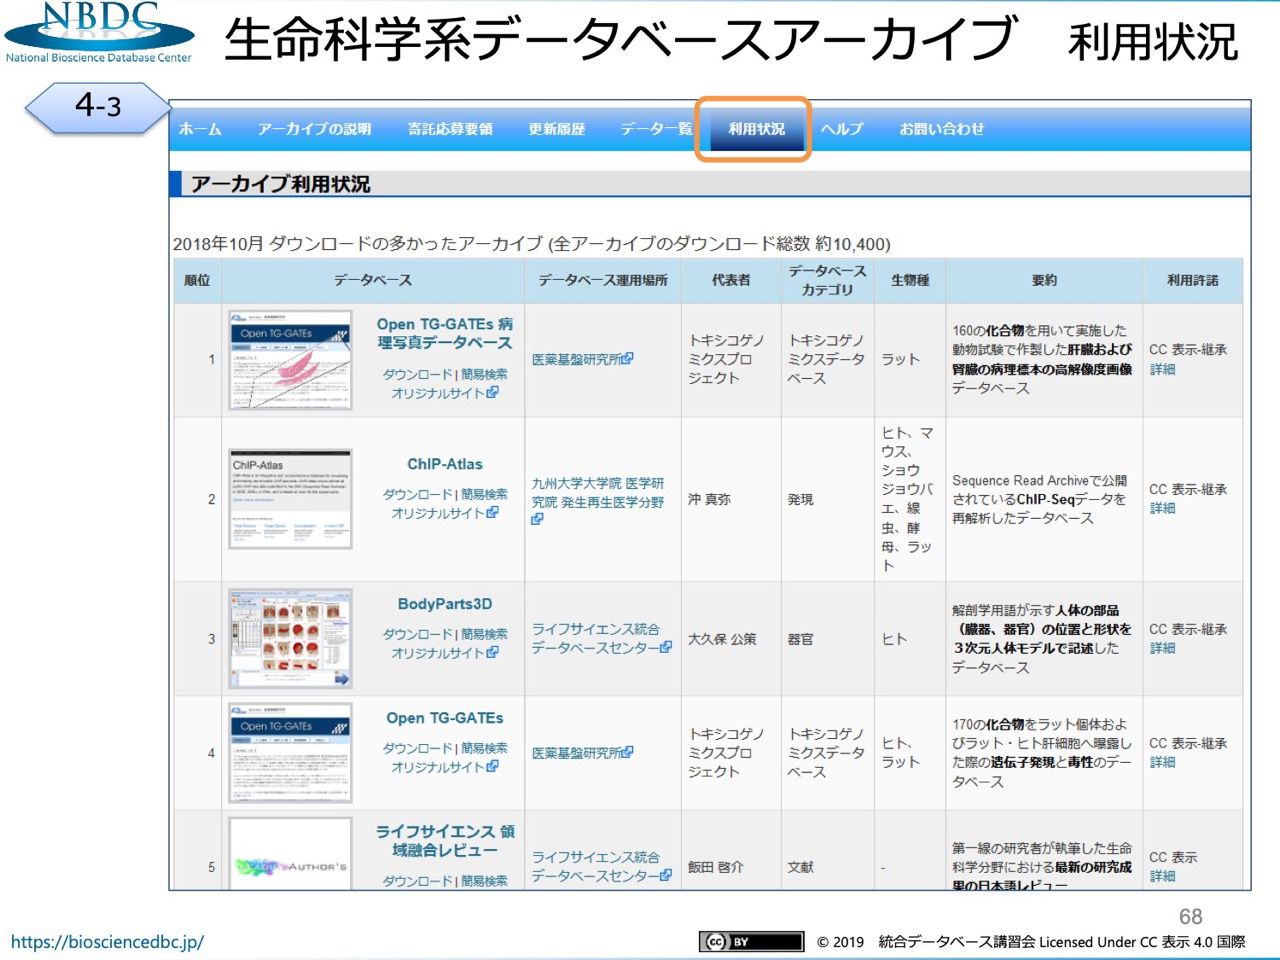 NBDC
National Bioscience Database Center
生命科学系データベースアーカイブ 利用状況
4-3
ホーム アーカイブの説明 寄託応募要領 更新履歴 データ一覧 利用状況 ヘルプ お問い合わせ
アーカイブ利用状況
2018年10月 ダウンロードの多かったアーカイブ (全アーカイブのダウンロード総数 約10,400)
順位 データベース データベース運用場所 代表者 データベース
カテゴリ 生物種 要約 利用許諾
1
Open TG-GATEs
Open TG-GATEs 病
理写真データベース
ダウンロード | 簡易検索
オリジナルサイト
医薬基盤研究所
トキシコゲノ
ミクスプロ
ジェクト
トキシコゲノ
ミクスデータ
ベース
ラット
160の化合物を用いて実施した
動物試験で作製した肝臓および
腎臓の病理標本の高解像度画像
データベース
CC 表示-継承
詳細
2
ChIP-Atlas
ChIP-Atlas
ダウンロード | 簡易検索
オリジナルサイト
九州大学大学院 医学研
究院 発生再生医学分野
沖 真弥
発現
ヒト、マ
ウス、
ショウ
ジョウバ
エ、線
虫、酵
母、ラッ
ト
Sequence Read Archiveで公開
されているChIP-Seqデータを
再解析したデータベース
CC 表示-継承
詳細
3
BodyParts3D
ダウンロード | 簡易検索
オリジナルサイト
ライフサイエンス統合
データベースセンター
大久保 公策
器官
ヒト
解剖学用語が示す人体の部品
（臓器、器官）の位置と形状を
３次元人体モデルで記述した
データベース
CC 表示-継承
詳細
4
Open TG-GATEs
Open TG-GATEs
ダウンロード | 簡易検索
オリジナルサイト
医薬基盤研究所
トキシコゲノ
ミクスプロ
ジェクト
トキシコゲノ
ミクスデータ
ベース
ヒト、
ラット
170の化合物をラット個体およ
びラット・ヒト肝細胞へ曝露し
た際の遺伝子発現と毒性のデー
タベース
CC 表示-継承
詳細
5
AUTHOR'S
ライフサイエンス 領
域融合レビュー
ダウンロード | 簡易検索
ライフサイエンス統合
データベースセンター
飯田 啓介
文献
-
第一線の研究者が執筆した生命
科学分野における最新の研究成
果の日本語レビュー
CC 表示
詳細
68
https://biosciencedbc.jp/
cc BY
© 2019 統合データベース講習会 Licensed Under CC 表示 4.0 国際